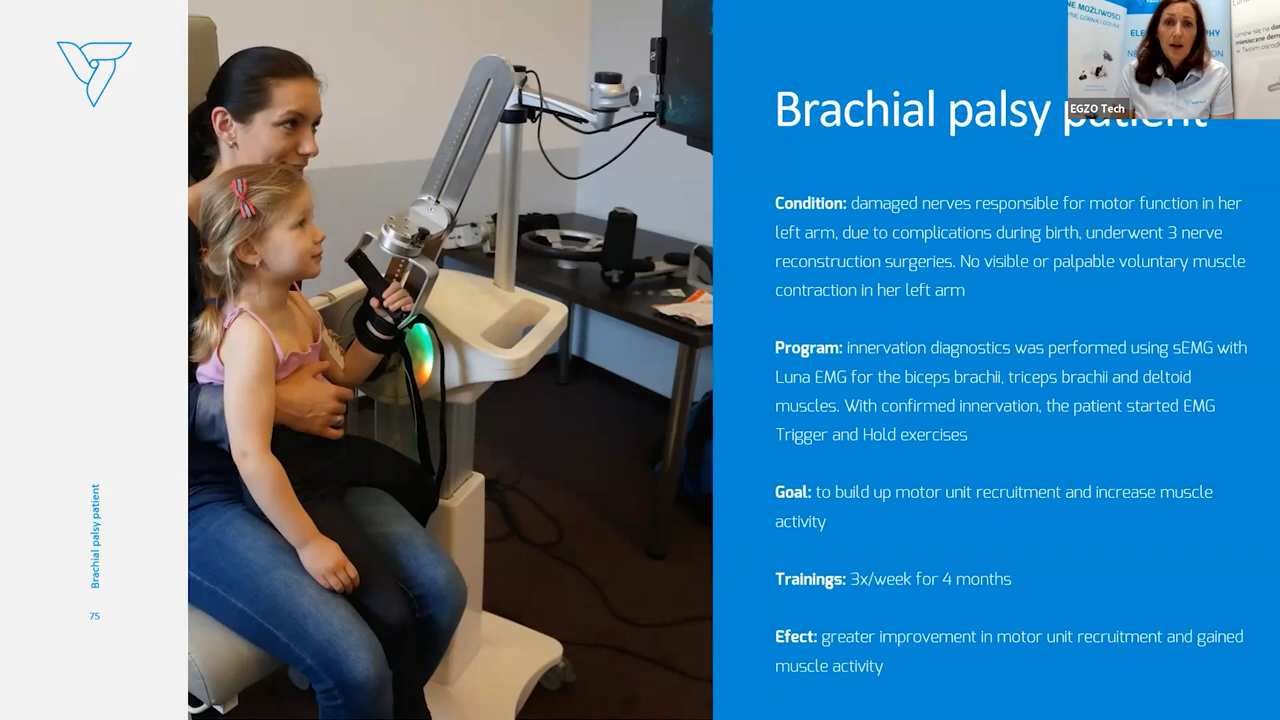 Brachial palsy patient
Condition: damaged nerves responsible for motor function in her
left arm, due to complications during birth, underwent 3 nerve
reconstruction surgeries. No visible or palpable voluntary muscle
contraction in her left arm
Program: innervation diagnostics was performed using sEMG with
Luna EMG for the biceps brachii, triceps brachii and deltoid
muscles. With confirmed innervation, the patient started EMG
Trigger and Hold exercises
Goal: to build up motor unit recruitment and increase muscle
activity
Trainings: 3x/week for 4 months
Efect: greater improvement in motor unit recruitment and gained
muscle activity
Brachial palsy patient
75
EGZO Tech